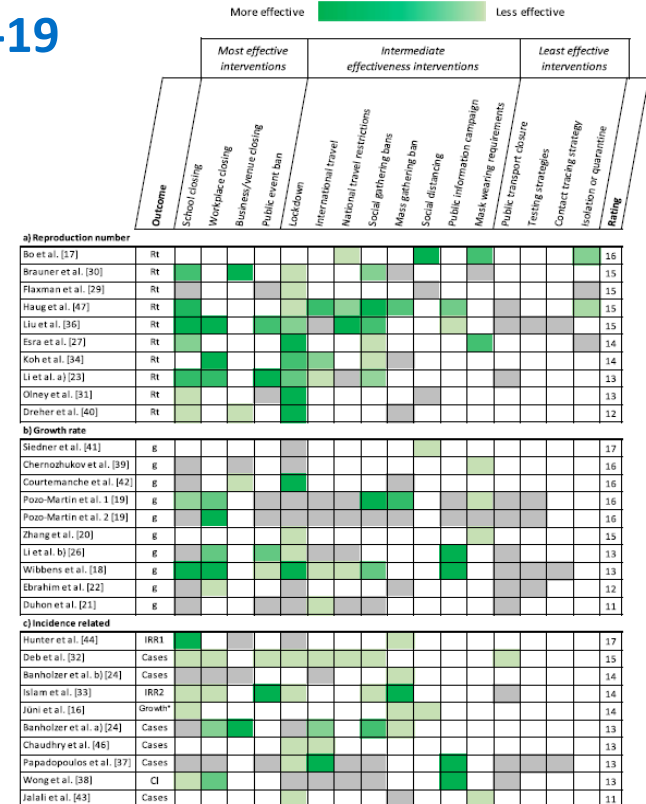 -19
More effective Less effective
Most effective interventions
Intermediate effectiveness interventions
Least effective interventions
Outcome
School closing
Workplace closing
Business/venue closing
Public event ban
Lockdown
International travel
National travel restrictions
Social gathering bans
Mass gathering ban
Social distancing
Public information campaign
Mask wearing requirements
Public transport closure
Testing strategies
Contact tracing strategy
Isolation or quarantine
Rating
a) Reproduction number
Bo et al. [17] Rt 16
Brauner et al. [30] Rt 15
Flaxman et al. [29] Rt 15
Haug et al. [47] Rt 15
Liu et al. [36] Rt 15
Esra et al. [27] Rt 14
Koh et al. [34] Rt 14
Li et al. a) [23] Rt 13
Olney et al. [31] Rt 13
Dreher et al. [40] Rt 12
b) Growth rate
Siedner et al. [41] g 17
Chernozhukov et al. [39] g 16
Courtemanche et al. [42] g 16
Pozo-Martin et al. 1 [19] g 16
Pozo-Martin et al. 2 [19] g 16
Zhang et al. [20] g 15
Li et al. b) [26] g 13
Wibbens et al. [18] g 13
Ebrahim et al. [22] g 12
Duhon et al. [21] g 11
c) Incidence related
Hunter et al. [44] IRR1 17
Deb et al. [32] Cases 15
Banholzer et al. b) [24] Cases 14
Islam et al. [33] IRR2 14
Jüni et al. [16] Growth* 14
Banholzer et al. a) [24] Cases 13
Chaudhry et al. [46] Cases 13
Papadopoulos et al. [37] Cases 13
Wong et al. [38] CI 13
Jalali et al. [43] Cases 11